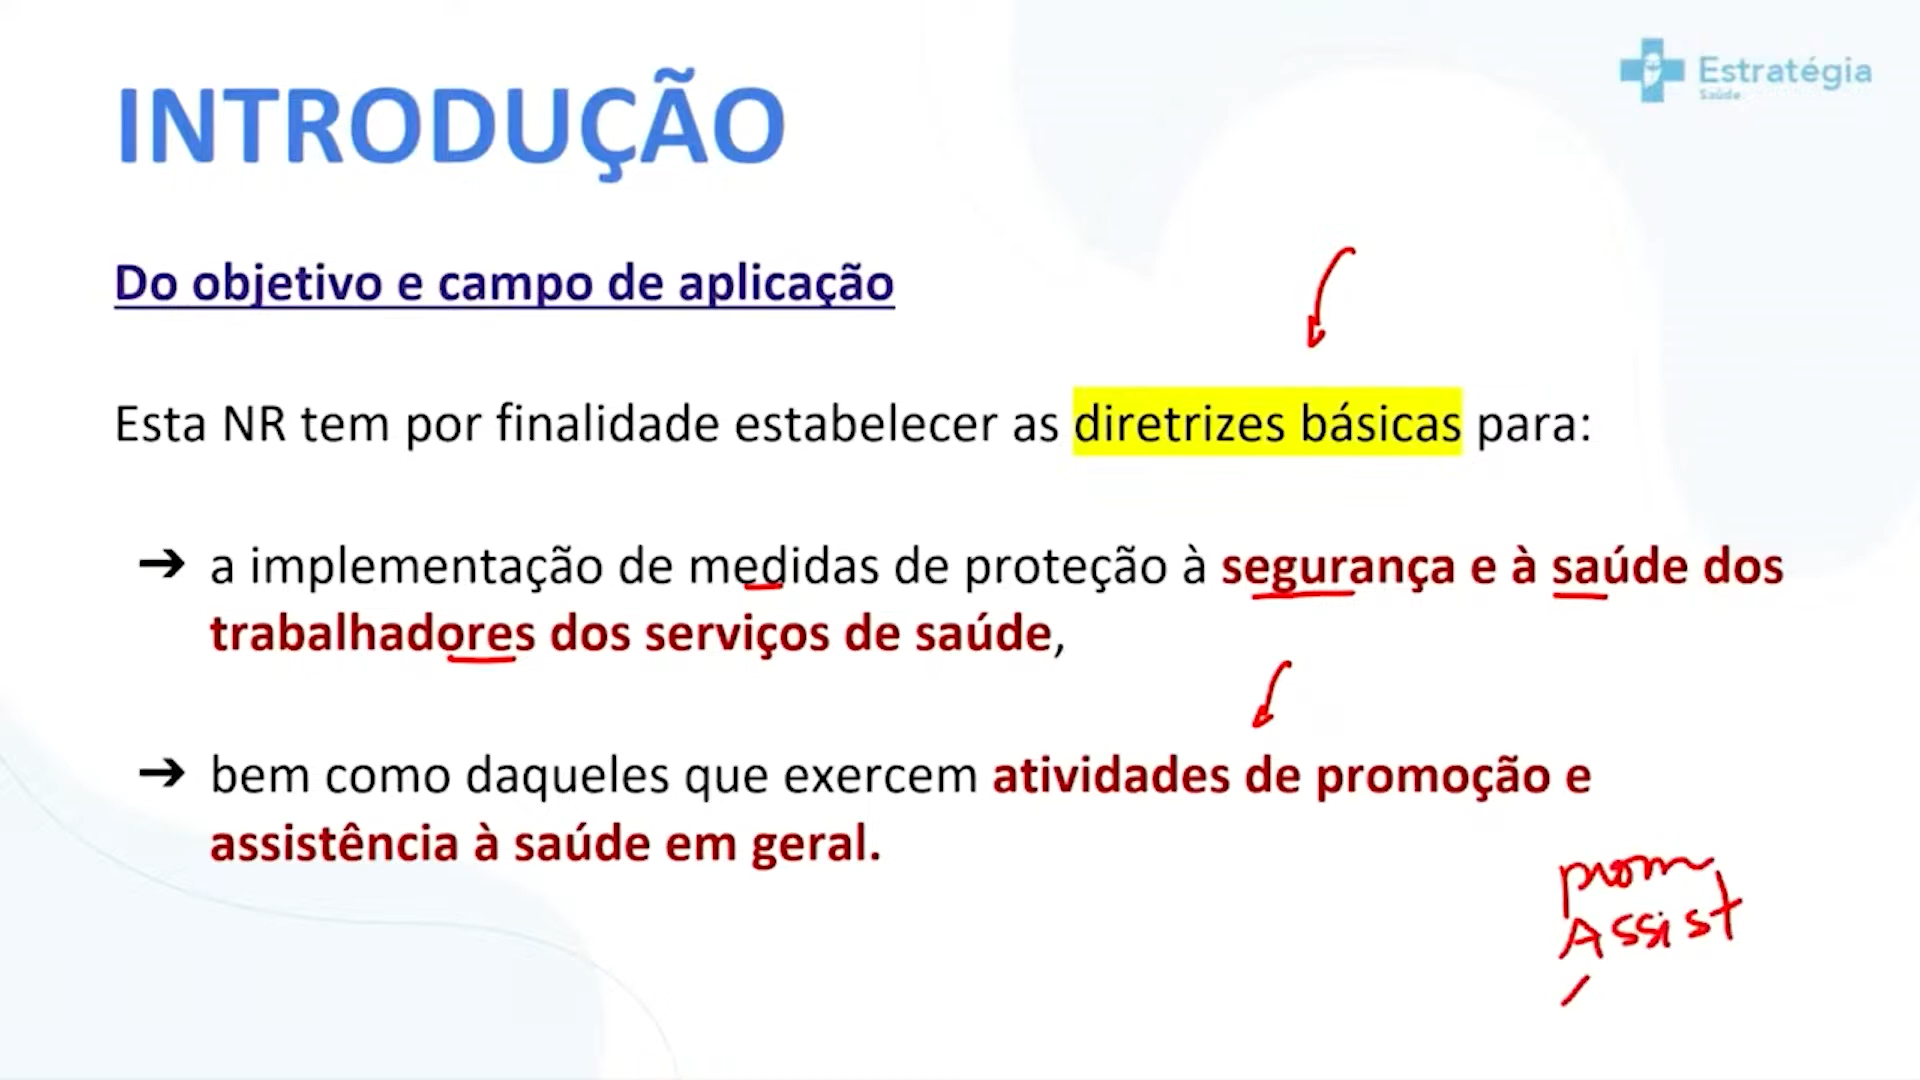 INTRODUÇÃO
Estratégia
Saúde
Do objetivo e campo de aplicação
Esta NR tem por finalidade estabelecer as diretrizes básicas para:
➔ a implementação de medidas de proteção à segurança e à saúde dos
trabalhadores dos serviços de saúde,
➔ bem como daqueles que exercem atividades de promoção e
assistência à saúde em geral.
prom
Assist